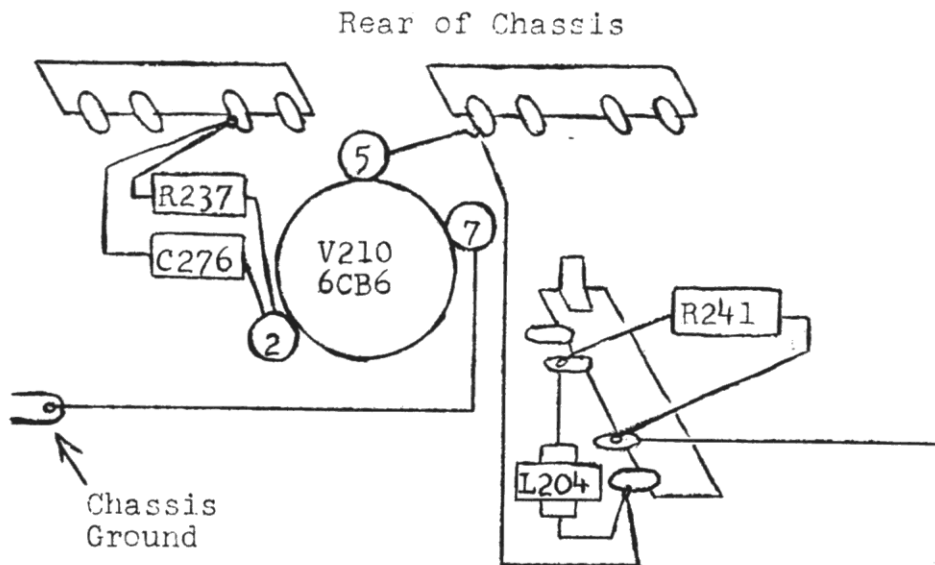 Rear of Chassis
5
R237
7
C276
V210
6CB6
R241
2
L204
Chassis
Ground